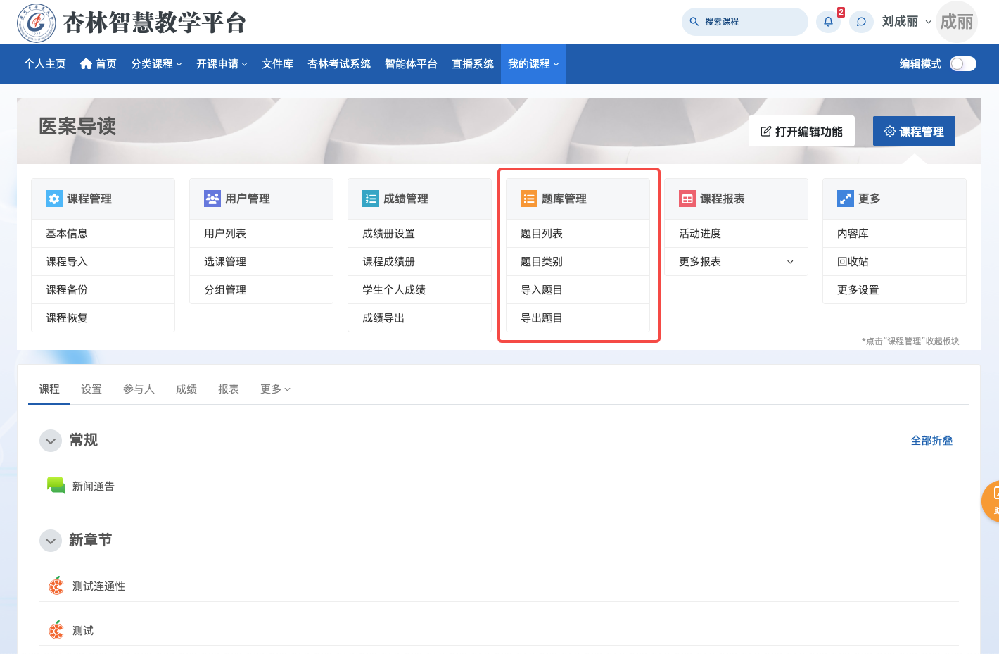 杏林智慧教学平台
搜索课程
2
刘成丽
成丽
个人主页 首页 分类课程 开课申请 文件库 杏林考试系统 智能体平台 直播系统 我的课程 编辑模式
医案导读
打开编辑功能
课程管理
课程管理
基本信息
课程导入
课程备份
课程恢复
用户管理
用户列表
选课管理
分组管理
成绩管理
成绩册设置
课程成绩册
学生个人成绩
成绩导出
题库管理
题目列表
题目类别
导入题目
导出题目
课程报表
活动进度
更多报表
更多
内容库
回收站
更多设置
*点击“课程管理”收起板块
课程 设置 参与人 成绩 报表 更多
常规
全部折叠
新闻通告
新章节
测试连通性
测试